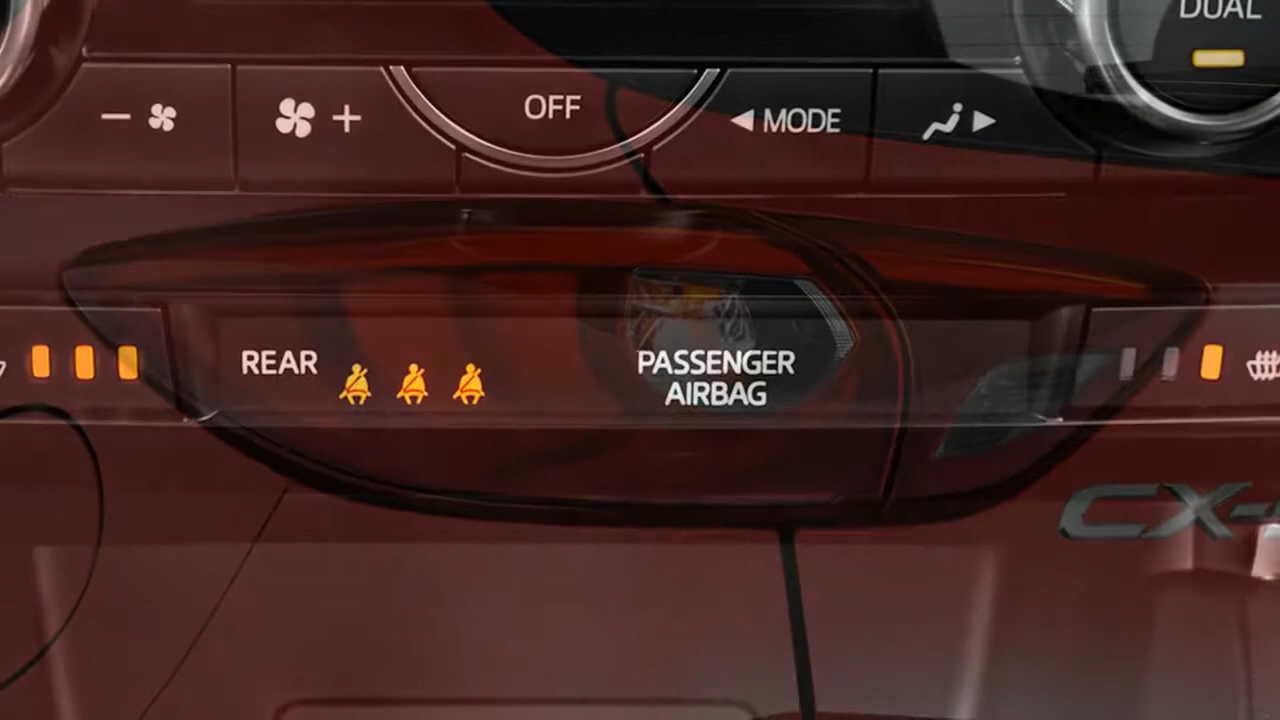 DUAL
OFF
MODE
REAR
PASSENGER
AIRBAG
CX-